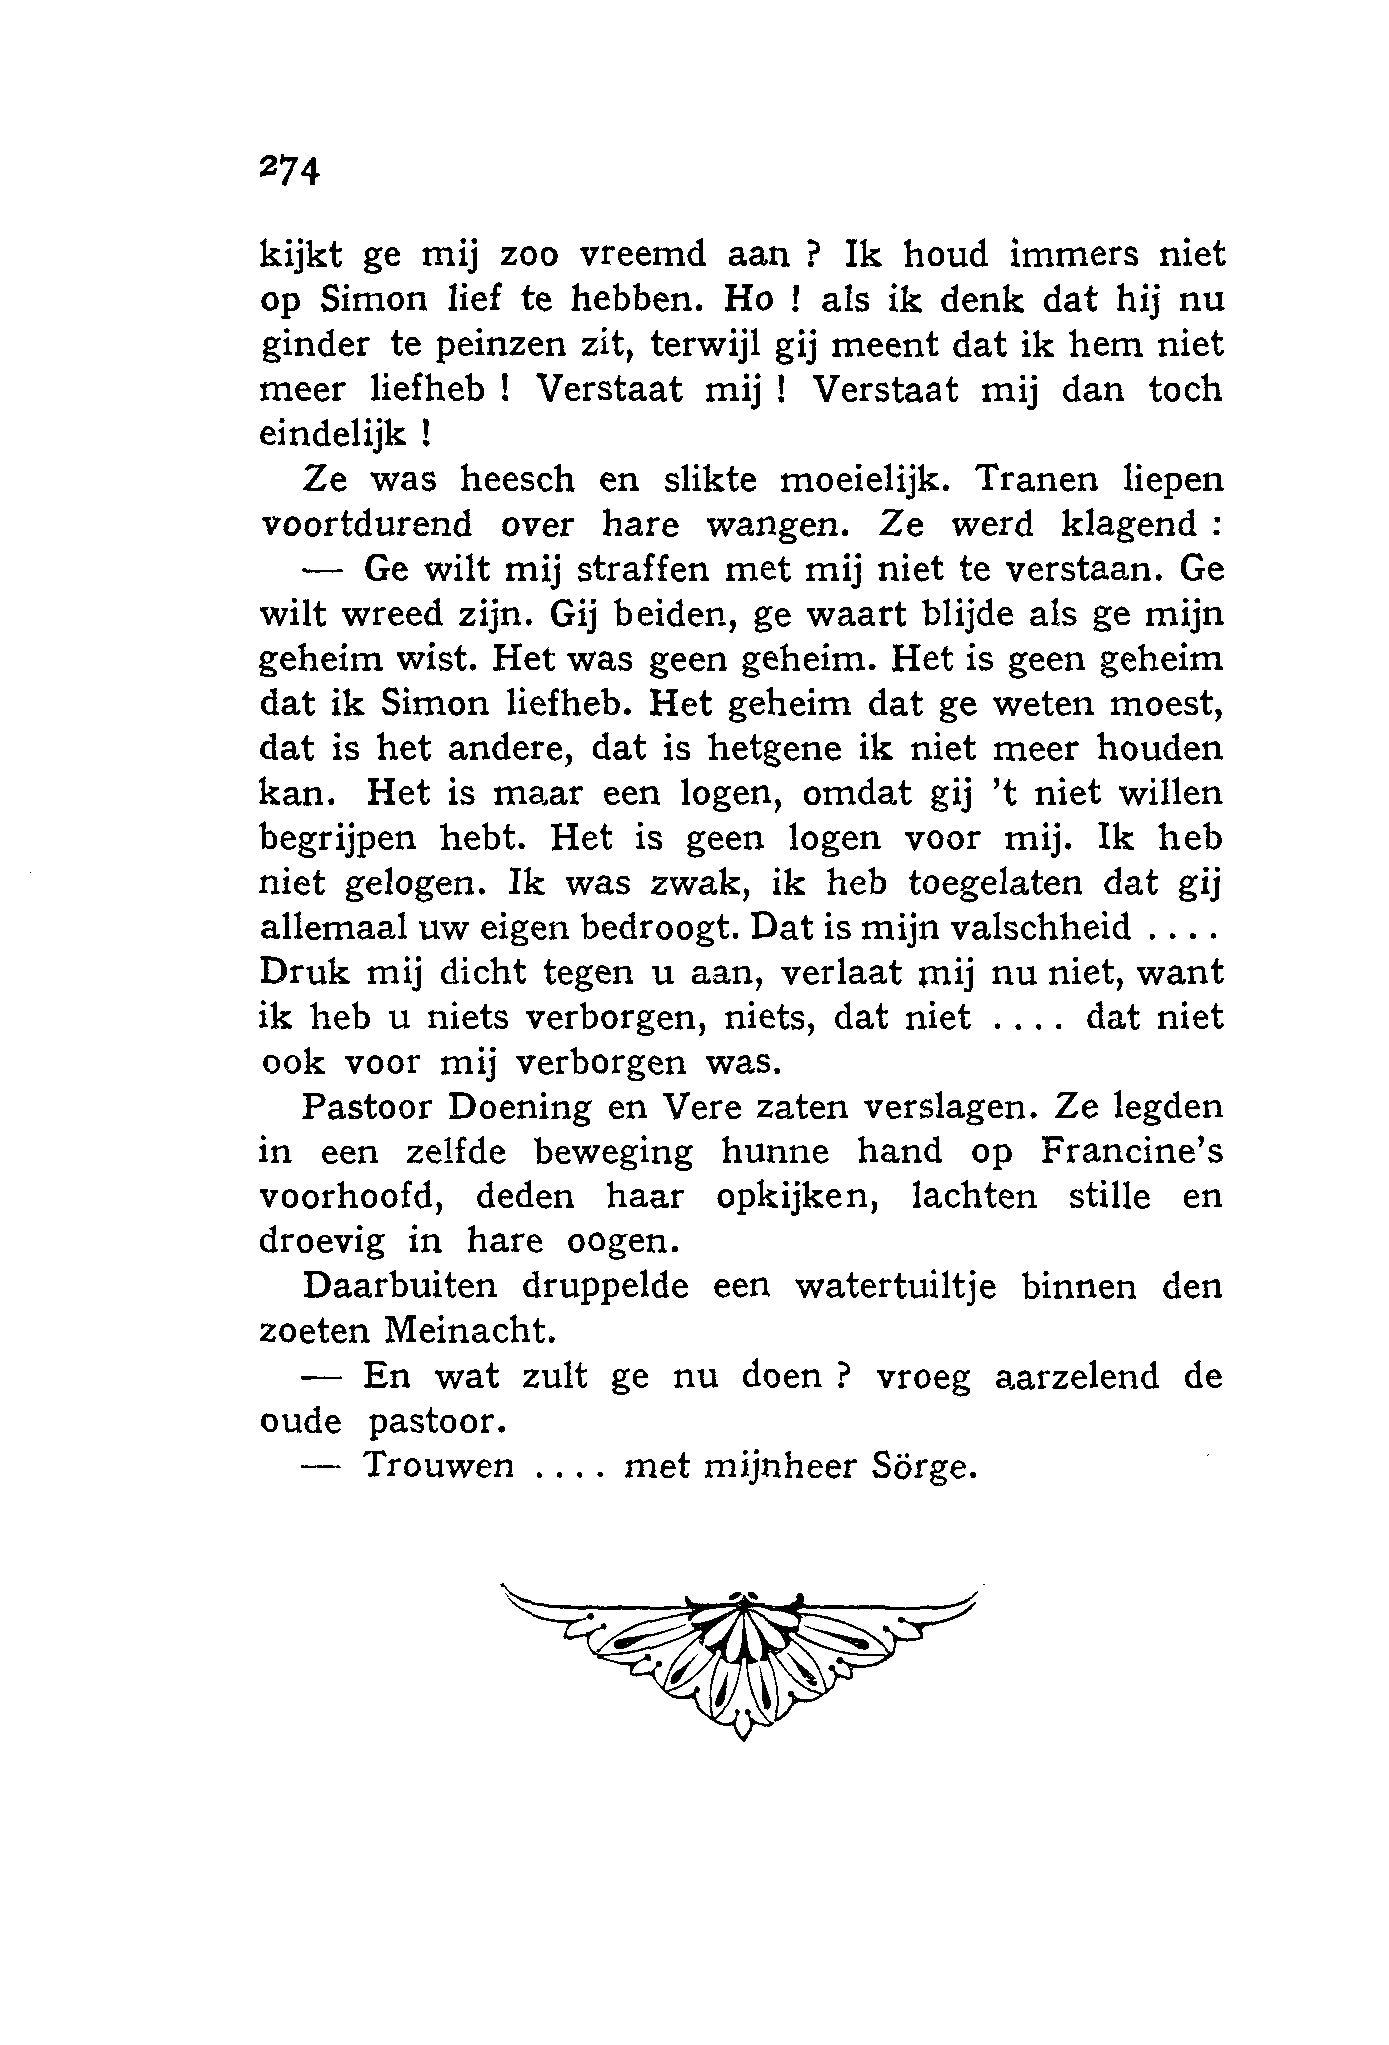 274
kijkt ge mij zoo vreemd aan ? Ik houd immers niet
op Simon lief te hebben. Ho ! als ik denk dat hij nu
ginder te peinzen zit, terwijl gij meent dat ik hem niet
meer liefheb ! Verstaat mij ! Verstaat mij dan toch
eindelijk !
Ze was heesch en slikte moeielijk. Tranen liepen
voortdurend over hare wangen. Ze werd klagend :
— Ge wilt mij straffen met mij niet te verstaan. Ge
wilt wreed zijn. Gij beiden, ge waart blijde als ge mijn
geheim wist. Het was geen geheim. Het is geen geheim
dat ik Simon liefheb. Het geheim dat ge weten moest,
dat is het andere, dat is hetgene ik niet meer houden
kan. Het is maar een logen, omdat gij 't niet willen
begrijpen hebt. Het is geen logen voor mij. Ik heb
niet gelogen. Ik was zwak, ik heb toegelaten dat gij
allemaal uw eigen bedroogt. Dat is mijn valschheid ....
Druk mij dicht tegen u aan, verlaat mij nu niet, want
ik heb u niets verborgen, niets, dat niet .... dat niet
ook voor mij verborgen was.
Pastoor Doening en Vere zaten verslagen. Ze legden
in een zelfde beweging hunne hand op Francine's
voorhoofd, deden haar opkijken, lachten stille en
droevig in hare oogen.
Daarbuiten druppelde een watertuiltje binnen den
zoeten Meinacht.
— En wat zult ge nu doen ? vroeg aarzelend de
oude pastoor.
— Trouwen .... met mijnheer Sörge.